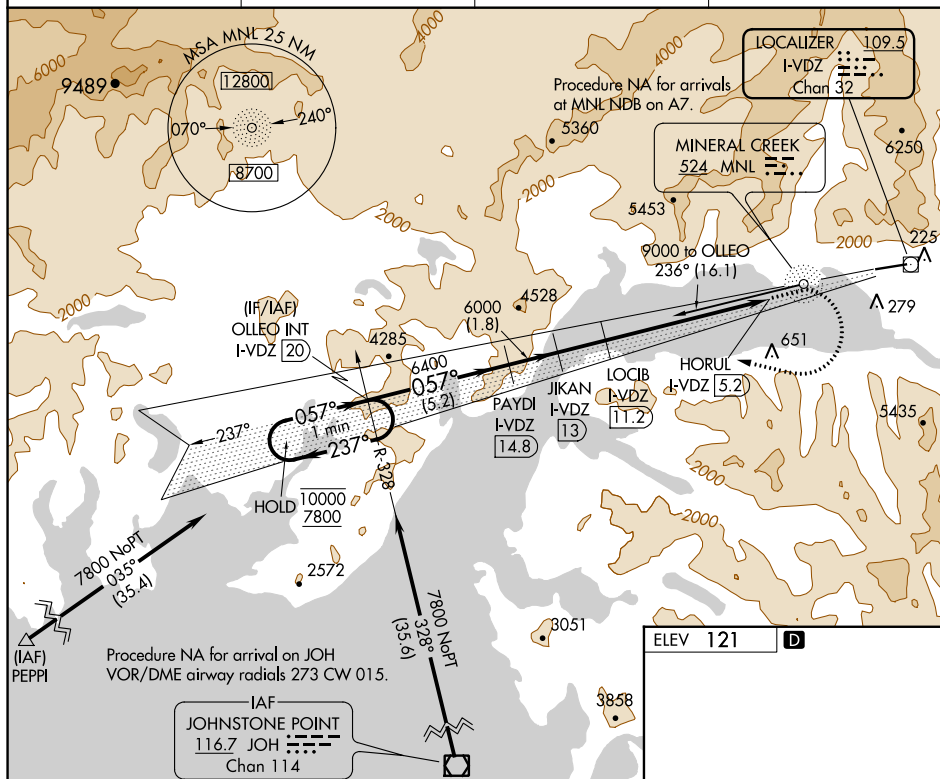 MSA MNL 25 NM
12800
070°
240°
8700
9489
6000
4000
4000
LOCALIZER 109.5
I-VDZ
Chan 32
Procedure NA for arrivals
at MNL NDB on A7.
5360
2000
MINERAL CREEK
524 MNL
6250
5453
2000
2000
2000
225
9000 to OLLEO
236° (16.1)
279
2000
(IF/IAF)
OLLEO INT
I-VDZ 20
4285
4528
6000
(1.8)
6400
057°
(5.2)
651
HORUL
I-VDZ 5.2
LOCIB
I-VDZ
11.2
JIKAN
I-VDZ
13
PAYDI
I-VDZ
14.8
057°
1 min
237°
237°
R-328
HOLD
10000
7800
5435
2000
7800 NoPT
035°
(35.4)
2572
7800 NoPT
328°
(35.6)
3051
(IAF)
PEPPI
Procedure NA for arrival on JOH
VOR/DME airway radials 273 CW 015.
ELEV 121 D
3858
IAF
JOHNSTONE POINT
116.7 JOH
Chan 114